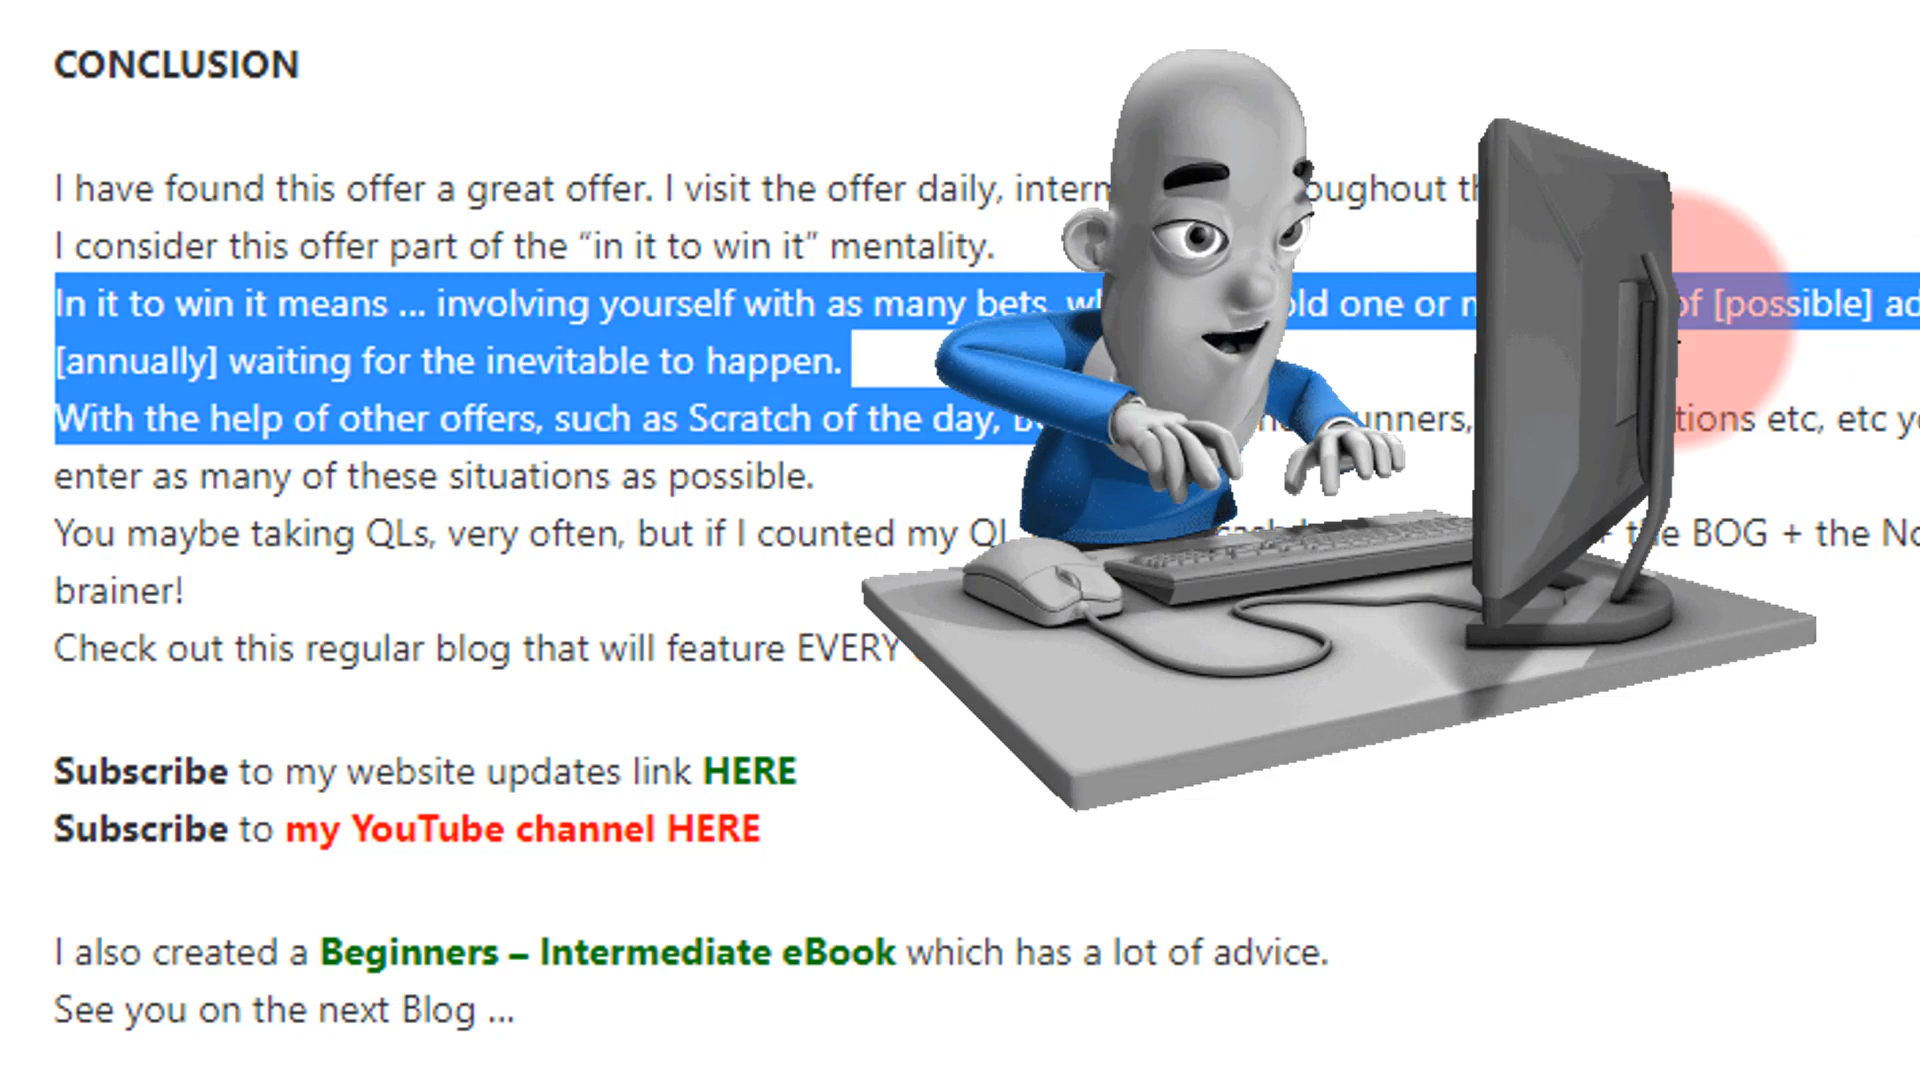 CONCLUSION
I have found this offer a great offer. I visit the offer daily,
I consider this offer part of the “in it to win it” mentality.
In it to win it means ... involving yourself with as many bets, one or of [possible]
[annually] waiting for the inevitable to happen.
With the help of other offers, such as Scratch of the day, etc, etc
enter as many of these situations as possible.
You maybe taking QLs, very often, but if I counted my + the BOG + the
brainer!
Check out this regular blog that will feature EVERY
Subscribe to my website updates link HERE
Subscribe to my YouTube channel HERE
I also created a Beginners – Intermediate eBook which has a lot of advice.
See you on the next Blog ...